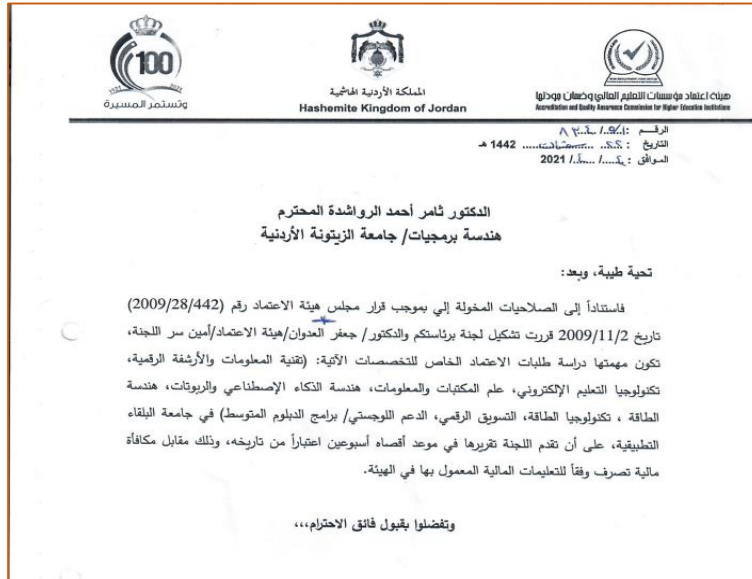 100
وتستمر المسيرة
المملكة الأردنية الهاشمية
Hashemite Kingdom of Jordan
هيئة اعتماد مؤسسات التعليم العالي وضمان جودتها
Accreditation and Quality Assurance Commission for Higher Education Institutions
الرقم :
التاريخ : 1442 هـ
الموافق : 2021
الدكتور ثامر أحمد الرواشدة المحترم
هندسة برمجيات/ جامعة الزيتونة الأردنية
تحية طيبة، وبعد:
فاستناداً إلى الصلاحيات المخولة إلي بموجب قرار مجلس هيئة الاعتماد رقم (2009/28/442)
تاريخ 2009/11/2 قررت تشكيل لجنة برئاستكم والدكتور/ جعفر العدوان/هيئة الاعتماد/أمين سر اللجنة،
تكون مهمتها دراسة طلبات الاعتماد الخاص للتخصصات الآتية: (تقنية المعلومات والأرشفة الرقمية،
تكنولوجيا التعليم الإلكتروني، علم المكتبات والمعلومات، هندسة الذكاء الإصطناعي والربوتات، هندسة
الطاقة ، تكنولوجيا الطاقة، التسويق الرقمي، الدعم اللوجستي/ برامج الدبلوم المتوسط) في جامعة البلقاء
التطبيقية، على أن تقدم اللجنة تقريرها في موعد أقصاه أسبوعين اعتباراً من تاريخه، وذلك مقابل مكافأة
مالية تصرف وفقاً للتعليمات المالية المعمول بها في الهيئة.
وتفضلوا بقبول فائق الاحترام،،،